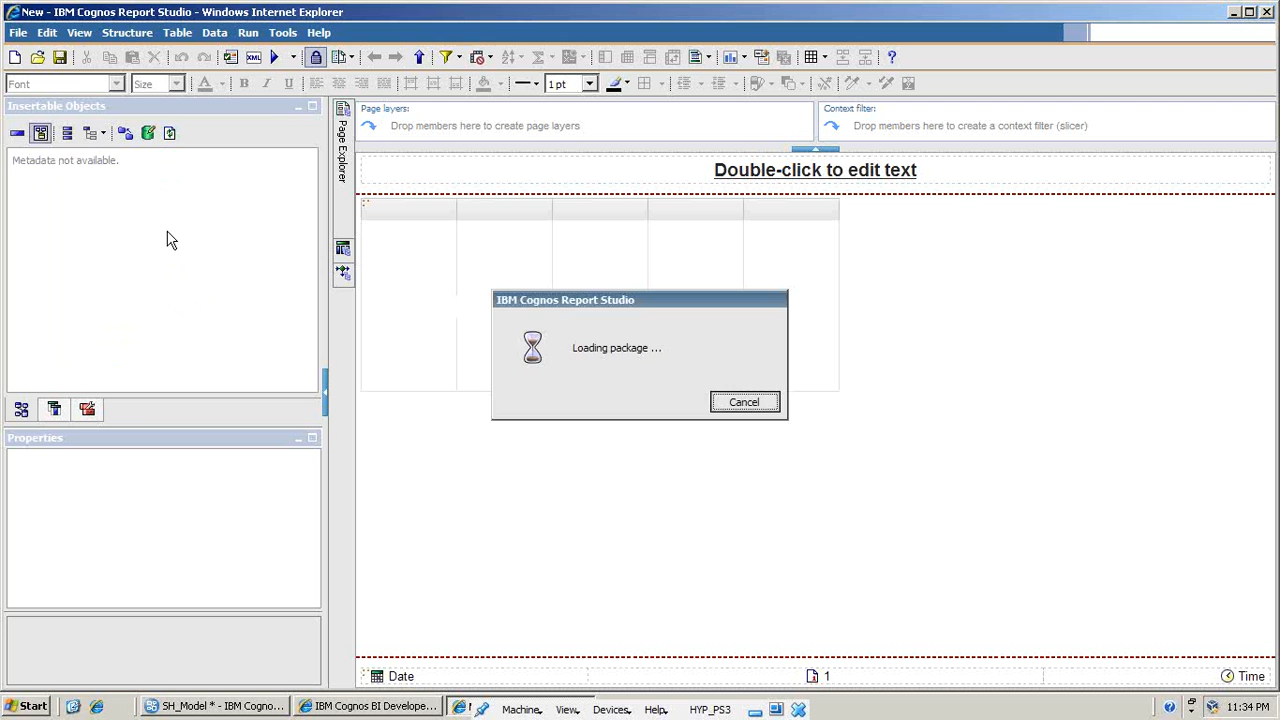 New - IBM Cognos Report Studio - Windows Internet Explorer
File Edit View Structure Table Data Run Tools Help
Font Size 1 pt
Insertable Objects
Metadata not available.
Page Explorer
Page layers:
Drop members here to create page layers
Context filter:
Drop members here to create a context filter (slicer)
Double-click to edit text
IBM Cognos Report Studio
Loading package ...
Cancel
Properties
Date 1 Time
Start SH_Model * - IBM Cogno... IBM Cognos BI Develope... Machine View Devices Help HYP_PS3 11:34 PM